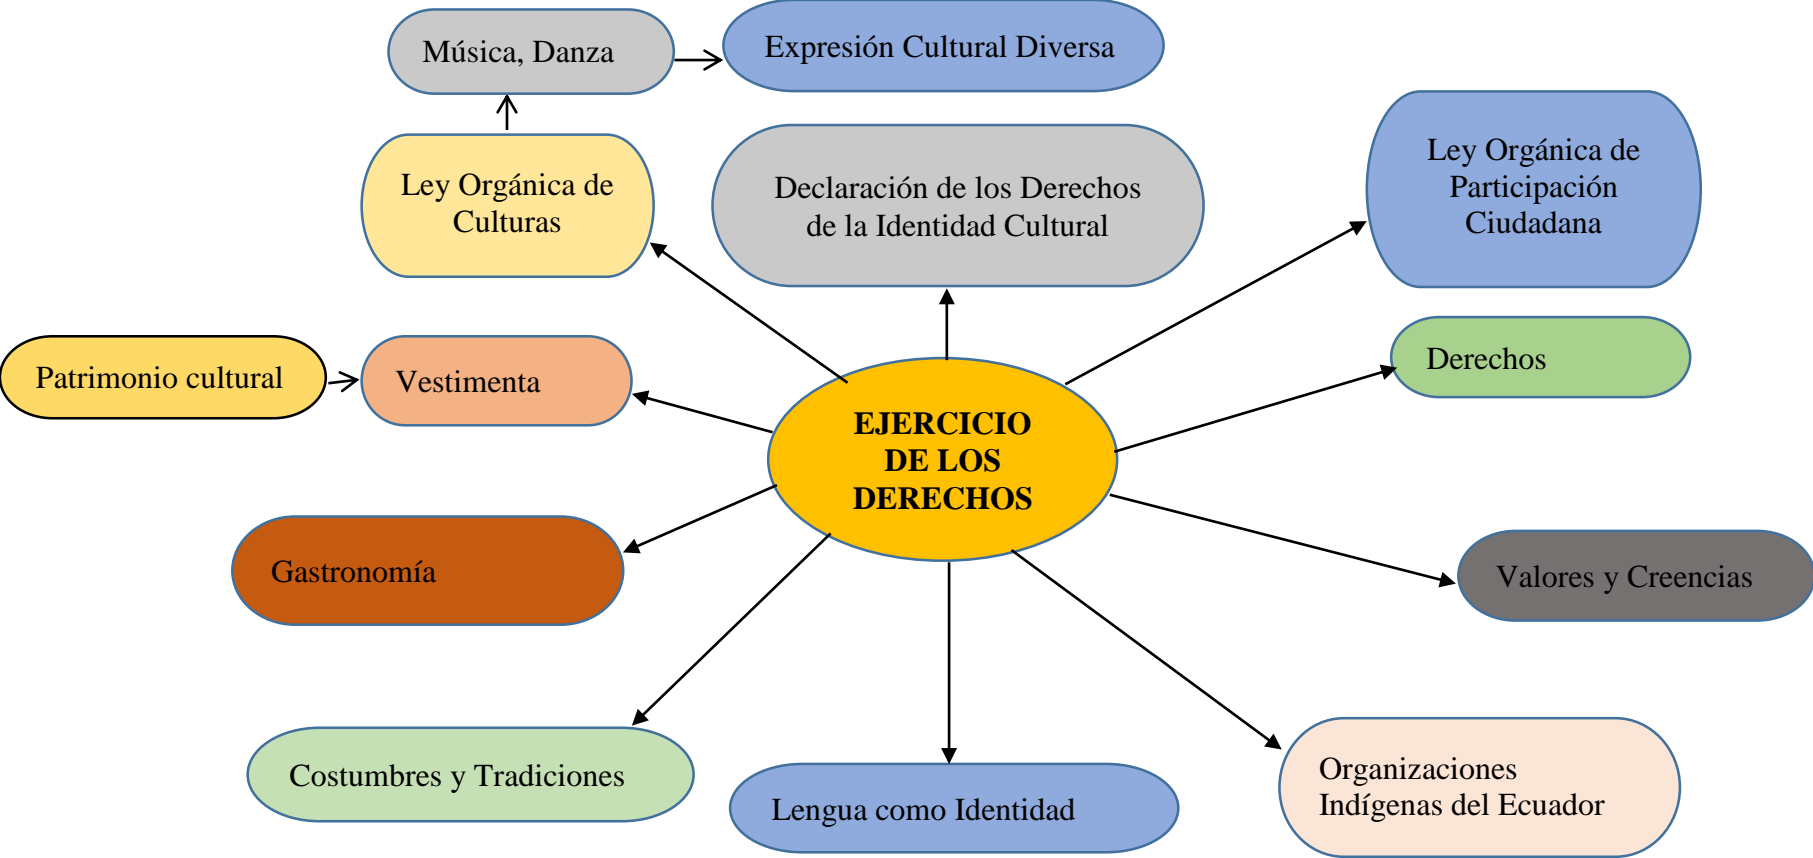 Música, Danza
Expresión Cultural Diversa
Ley Orgánica de
Culturas
Declaración de los Derechos
de la Identidad Cultural
Ley Orgánica de
Participación
Ciudadana
Patrimonio cultural
Vestimenta
Derechos
EJERCICIO
DE LOS
DERECHOS
Gastronomía
Valores y Creencias
Costumbres y Tradiciones
Lengua como Identidad
Organizaciones
Indígenas del Ecuador